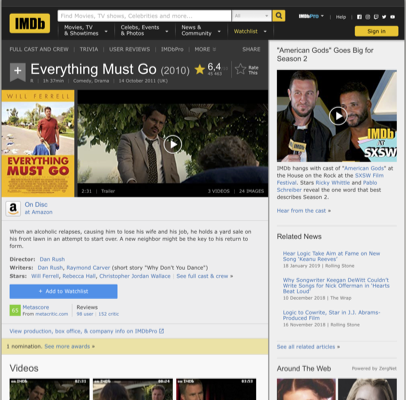 IMDb
Find Movies, TV shows, Celebrities and more...
All
IMDbPro
Help
Movies, TV
& Showtimes
Celebs, Events
& Photos
News &
Community
Watchlist
Sign in
FULL CAST AND CREW | TRIVIA | USER REVIEWS | IMDbPro | MORE
SHARE
Everything Must Go (2010)
6,4
Rate
This
1h 37min | Comedy, Drama | 14 October 2011 (UK)
WILL FERRELL
EVERYTHING
MUST GO
2:31 | Trailer
3 VIDEOS | 24 IMAGES
On Disc
at Amazon
When an alcoholic relapses, causing him to lose his wife and his job, he holds a yard sale on
his front lawn in an attempt to start over. A new neighbor might be the key to his return to
form.
Director: Dan Rush
Writers: Dan Rush, Raymond Carver (short story "Why Don't You Dance")
Stars: Will Ferrell, Rebecca Hall, Christopher Jordan Wallace | See full cast & crew »
+ Add to Watchlist
65
Metascore
From metacritic.com
Reviews
98 user | 152 critic
View production, box office, & company info on IMDbPro
1 nomination. See more awards »
Videos
"American Gods" Goes Big for
Season 2
IMDb
SXSW
IMDb hangs with cast of "American Gods" at
the House on the Rock at the SXSW Film
Festival. Stars Ricky Whittle and Pablo
Schreiber reveal the one word that best
describes Season 2.
Hear from the cast »
Related News
Hear Logic Take Aim at Fame on New
Song 'Keanu Reeves'
18 January 2019 | Rolling Stone
Why Songwriter Keegan DeWitt Couldn't
Write Songs for Nick Offerman in 'Hearts
Beat Loud'
10 December 2018 | The Wrap
Logic to Cowrite, Star in J.J. Abrams-
Produced Film
16 November 2018 | Rolling Stone
See all related articles »
Around The Web
Powered by ZergNet